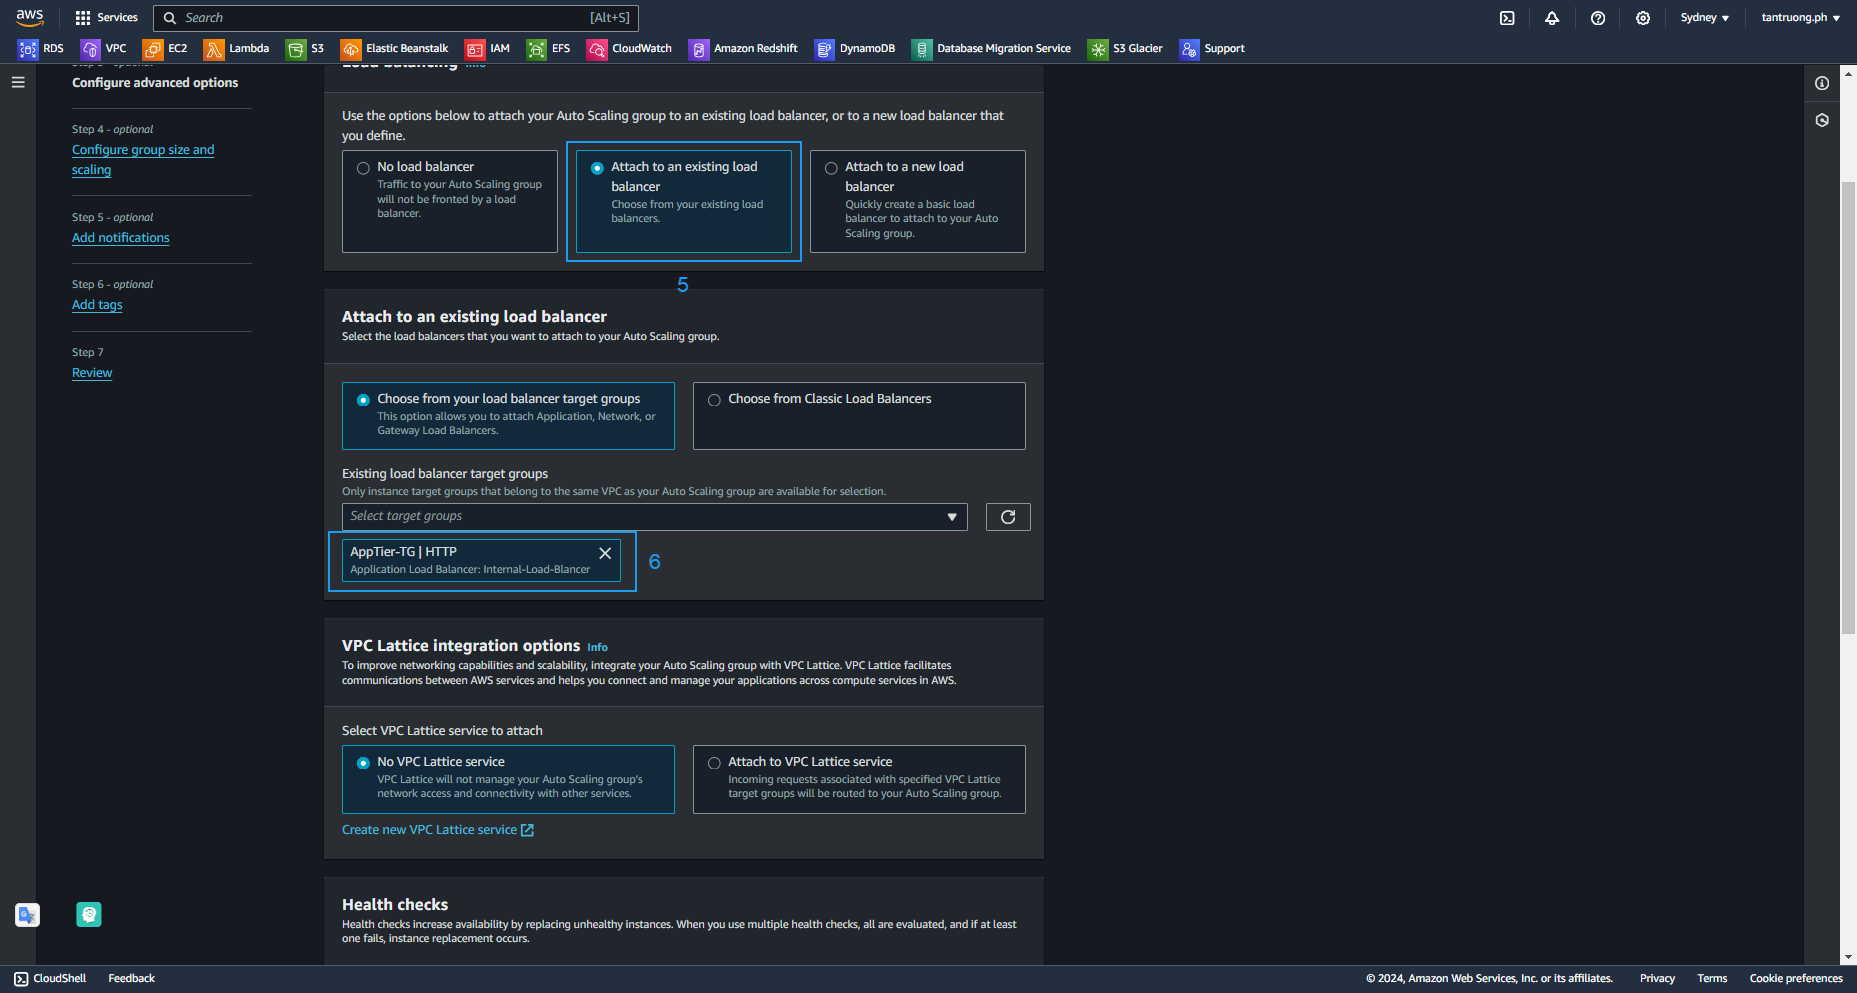 aws
Services
Search
[Alt+S]
Sydney
tantruong.ph
RDS
VPC
EC2
Lambda
S3
Elastic Beanstalk
IAM
EFS
CloudWatch
Amazon Redshift
DynamoDB
Database Migration Service
S3 Glacier
Support
Configure advanced options
Step 4 - optional
Configure group size and
scaling
Step 5 - optional
Add notifications
Step 6 - optional
Add tags
Step 7
Review
Load balancing Info
Use the options below to attach your Auto Scaling group to an existing load balancer, or to a new load balancer that
you define.
No load balancer
Traffic to your Auto Scaling group
will not be fronted by a load
balancer.
Attach to an existing load
balancer
Choose from your existing load
balancers.
Attach to a new load
balancer
Quickly create a basic load
balancer to attach to your Auto
Scaling group.
5
Attach to an existing load balancer
Select the load balancers that you want to attach to your Auto Scaling group.
Choose from your load balancer target groups
This option allows you to attach Application, Network, or
Gateway Load Balancers.
Choose from Classic Load Balancers
Existing load balancer target groups
Only instance target groups that belong to the same VPC as your Auto Scaling group are available for selection.
Select target groups
AppTier-TG | HTTP
Application Load Balancer: Internal-Load-Blancer
6
VPC Lattice integration options Info
To improve networking capabilities and scalability, integrate your Auto Scaling group with VPC Lattice. VPC Lattice facilitates
communications between AWS services and helps you connect and manage your applications across compute services in AWS.
Select VPC Lattice service to attach
No VPC Lattice service
VPC Lattice will not manage your Auto Scaling group's
network access and connectivity with other services.
Attach to VPC Lattice service
Incoming requests associated with specified VPC Lattice
target groups will be routed to your Auto Scaling group.
Create new VPC Lattice service
Health checks
Health checks increase availability by replacing unhealthy instances. When you use multiple health checks, all are evaluated, and if at least
one fails, instance replacement occurs.
CloudShell
Feedback
© 2024, Amazon Web Services, Inc. or its affiliates.
Privacy
Terms
Cookie preferences